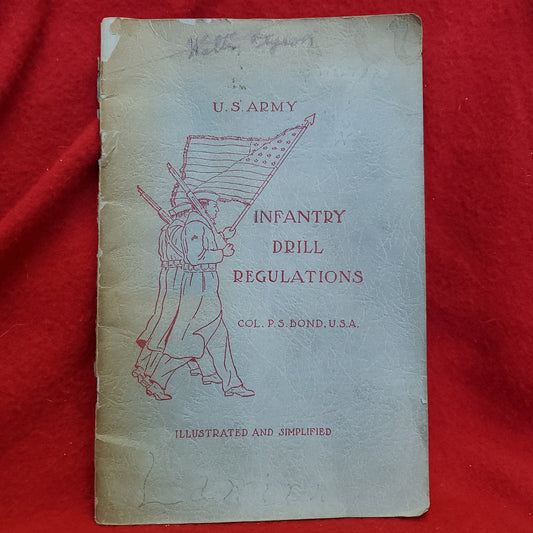 U.S. ARMY
INFANTRY
DRILL
REGULATIONS
COL. P. S. BOND, U.S.A.
ILLUSTRATED AND SIMPLIFIED